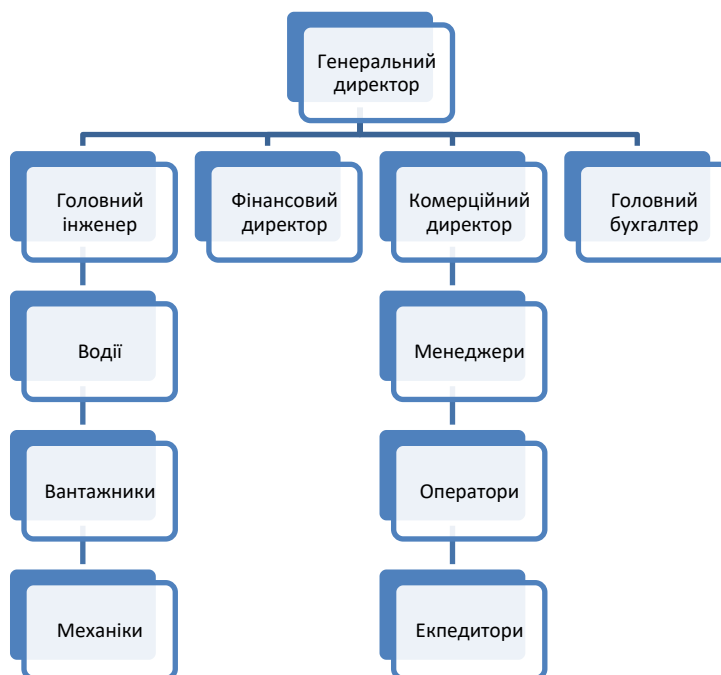 Генеральний
директор
Головний
інженер
Фінансовий
директор
Комерційний
директор
Головний
бухгалтер
Водії
Менеджери
Вантажники
Оператори
Механіки
Екпедитори